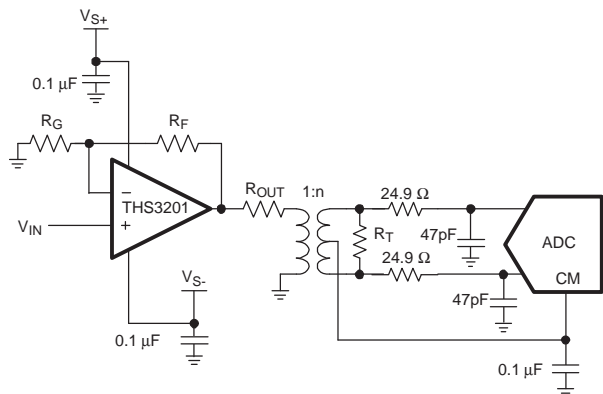 VS+
0.1 µF
RG
RF
ROUT
1:n
24.9 Ω
THS3201
−
+
VIN
RT
47pF
ADC
24.9 Ω
CM
VS-
47pF
0.1 µF
0.1 µF